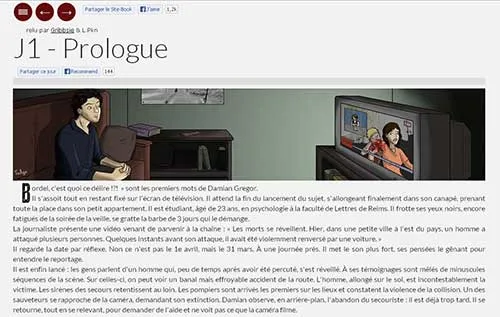 Partager le Site-Book J'aime 1,2k
relu par Gribbsie & L.Pkn
J1 - Prologue
Partager ce jour Recommend 144
Bordel, c'est quoi ce délire !?! » sont les premiers mots de Damian Gregor.
Il s'assoit tout en restant fixé sur l'écran de télévision. Il attend la fin du lancement du sujet, s'allongeant finalement dans son canapé, prenant
toute la place dans son petit appartement. Il est étudiant, âgé de 23 ans, en psychologie à la faculté de Lettres de Reims. Il frotte ses yeux noirs, encore
fatigués de la soirée de la veille, se gratte la barbe de 3 jours qui le démange.
La journaliste présente une vidéo venant de parvenir à la chaîne : « Les morts se réveillent. Hier, dans une petite ville à l'est du pays, un homme a
attaqué plusieurs personnes. Quelques instants avant son attaque, il avait été violemment renversé par une voiture. »
Il regarde la date par réflexe. Non ce n'est pas le 1e avril, mais le 31 mars. À une journée près. Il met le son plus fort, ses pensées le gênant pour
entendre le reportage.
Il est enfin lancé : les gens parlent d'un homme qui, peu de temps après avoir été percuté, s'est réveillé. À ses témoignages sont mêlés de minuscules
séquences de la scène. Sur celles-ci, on peut voir un banal mais effroyable accident de la route. L'homme, allongé sur le sol, est incontestablement la
victime. Les sirènes des secours retentissent au loin. Les pompiers sont arrivés les premiers sur les lieux et constatent la violence de la collision. Un des
sauveteurs se rapproche de la caméra, demandant son extinction. Damian observe, en arrière-plan, l'abandon du secouriste : il est déjà trop tard. Il se
retourne, tout en se relevant, pour demander de l'aide et ne voit pas ce que la caméra filme.